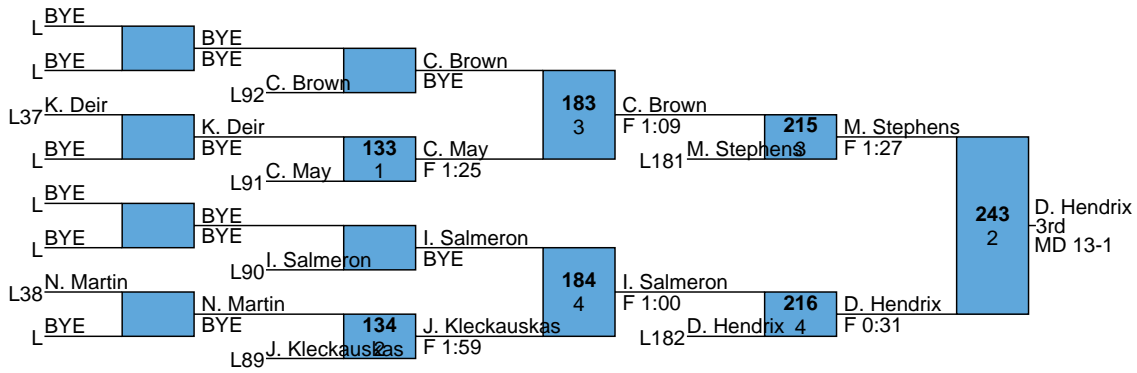 BYE
L
BYE
L
BYE
BYE
L92 C. Brown
C. Brown
BYE
L37 K. Deir
BYE
L
K. Deir
BYE
L91 C. May
133
1
C. May
F 1:25
183
3
C. Brown
F 1:09
L181 M. Stephens
215
3
M. Stephens
F 1:27
BYE
L
BYE
L
BYE
BYE
L90 I. Salmeron
I. Salmeron
BYE
L38 N. Martin
BYE
L
N. Martin
BYE
L89 J. Kleckauskas
134
2
J. Kleckauskas
F 1:59
184
4
I. Salmeron
F 1:00
L182 D. Hendrix
216
4
D. Hendrix
F 0:31
243
2
D. Hendrix
3rd
MD 13-1